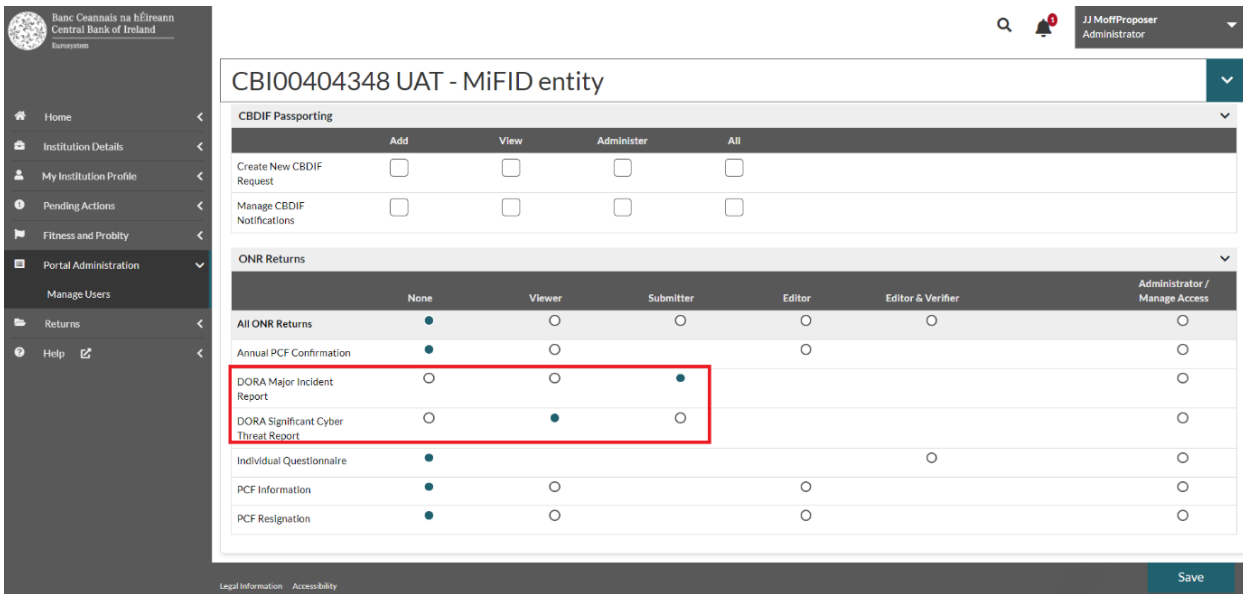 Banc Ceannais na hÉireann
Central Bank of Ireland
Eurosystem
1
JJ MoffProposer
Administrator
CBI00404348 UAT - MiFID entity
Home
Institution Details
My Institution Profile
Pending Actions
Fitness and Probity
Portal Administration
Manage Users
Returns
Help
CBDIF Passporting
Add View Administer All
Create New CBDIF
Request
Manage CBDIF
Notifications
ONR Returns
None Viewer Submitter Editor Editor & Verifier Administrator /
Manage Access
All ONR Returns
Annual PCF Confirmation
DORA Major Incident
Report
DORA Significant Cyber
Threat Report
Individual Questionnaire
PCF Information
PCF Resignation
Legal Information Accessibility
Save